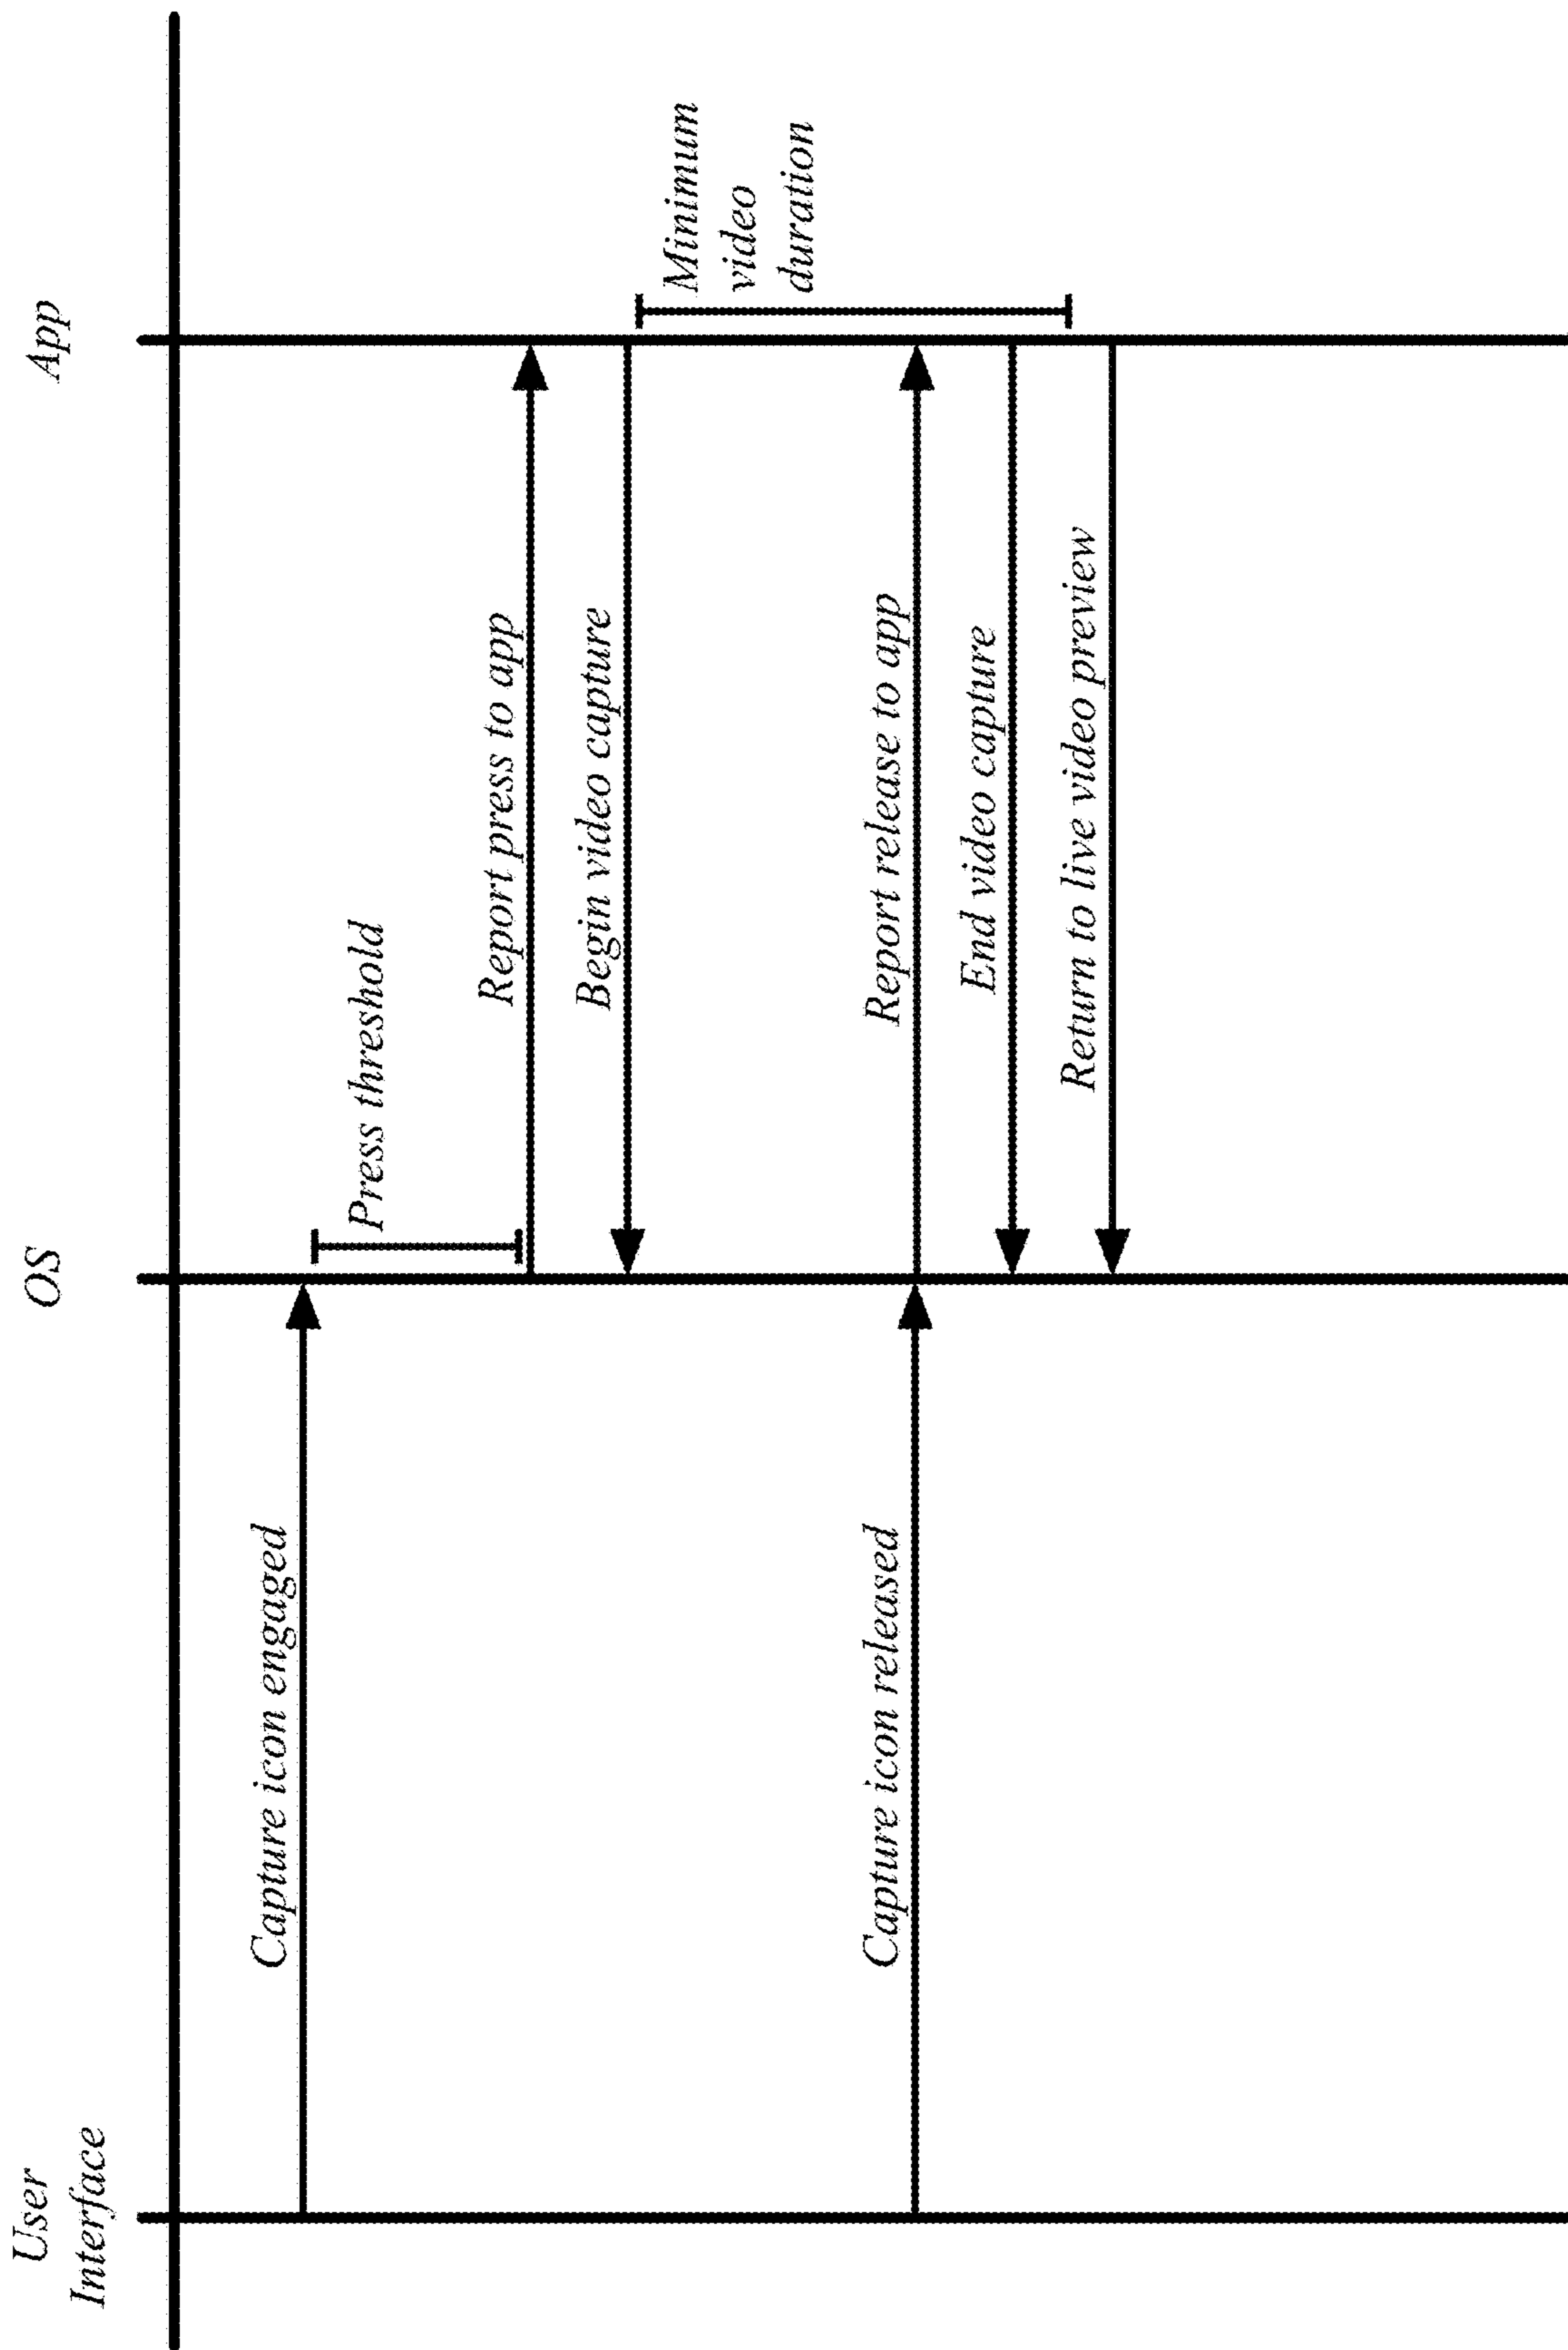 User
Interface
OS
App
Capture icon engaged
Press threshold
Report press to app
Begin video capture
Minimum
video
duration
Capture icon released
Report release to app
End video capture
Return to live video preview